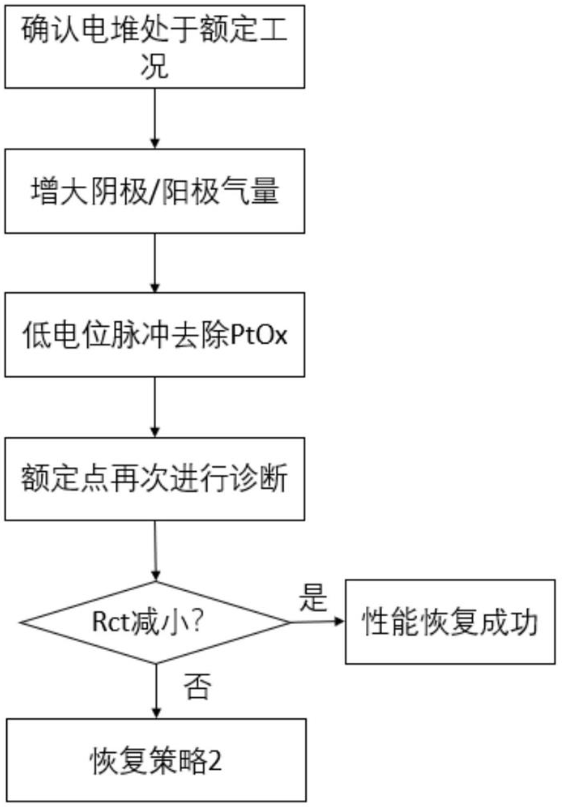 确认电堆处于额定工
况
增大阴极/阳极气量
低电位脉冲去除PtOx
额定点再次进行诊断
Rct减小?
是
性能恢复成功
否
恢复策略2